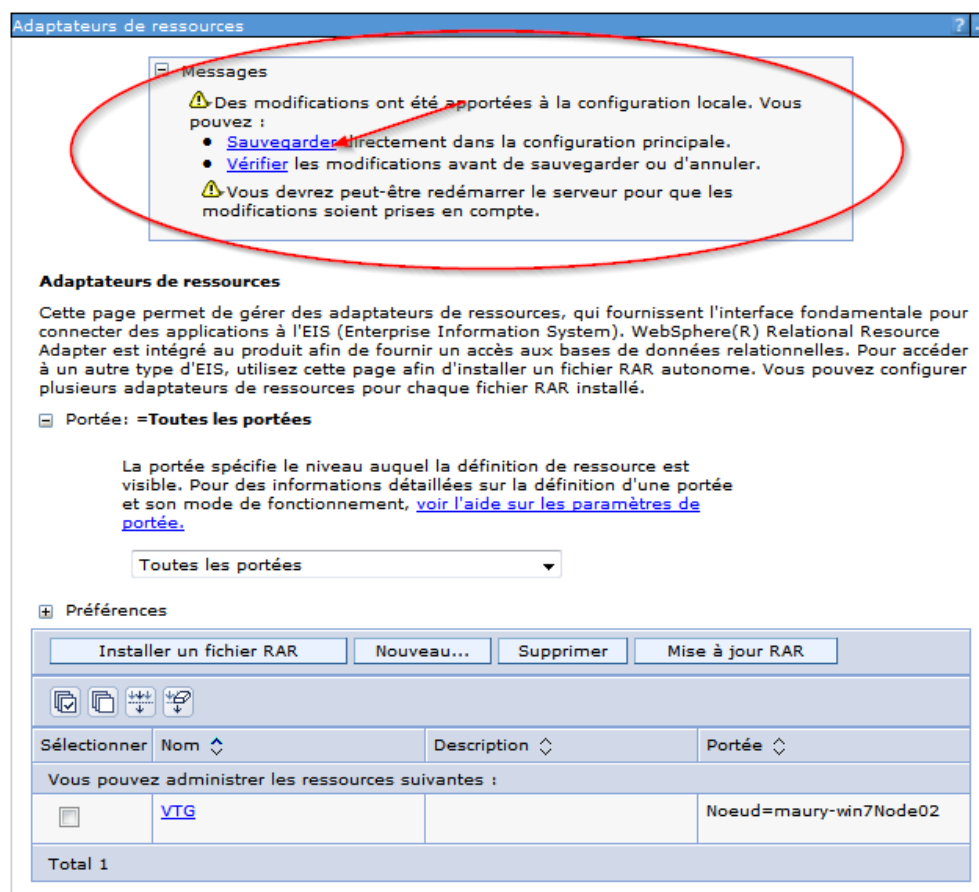 Adaptateurs de ressources ?
Messages
Des modifications ont été apportées à la configuration locale. Vous
pouvez :
• Sauvegarder directement dans la configuration principale.
• Vérifier les modifications avant de sauvegarder ou d'annuler.
Vous devrez peut-être redémarrer le serveur pour que les
modifications soient prises en compte.
Adaptateurs de ressources
Cette page permet de gérer des adaptateurs de ressources, qui fournissent l'interface fondamentale pour
connecter des applications à l'EIS (Enterprise Information System). WebSphere(R) Relational Resource
Adapter est intégré au produit afin de fournir un accès aux bases de données relationnelles. Pour accéder
à un autre type d'EIS, utilisez cette page afin d'installer un fichier RAR autonome. Vous pouvez configurer
plusieurs adaptateurs de ressources pour chaque fichier RAR installé.
Portée: =Toutes les portées
La portée spécifie le niveau auquel la définition de ressource est
visible. Pour des informations détaillées sur la définition d'une portée
et son mode de fonctionnement, voir l'aide sur les paramètres de
portée.
Toutes les portées
Préférences
Installer un fichier RAR Nouveau... Supprimer Mise à jour RAR
Sélectionner Nom Description Portée
Vous pouvez administrer les ressources suivantes :
VTG Noeud=maury-win7Node02
Total 1